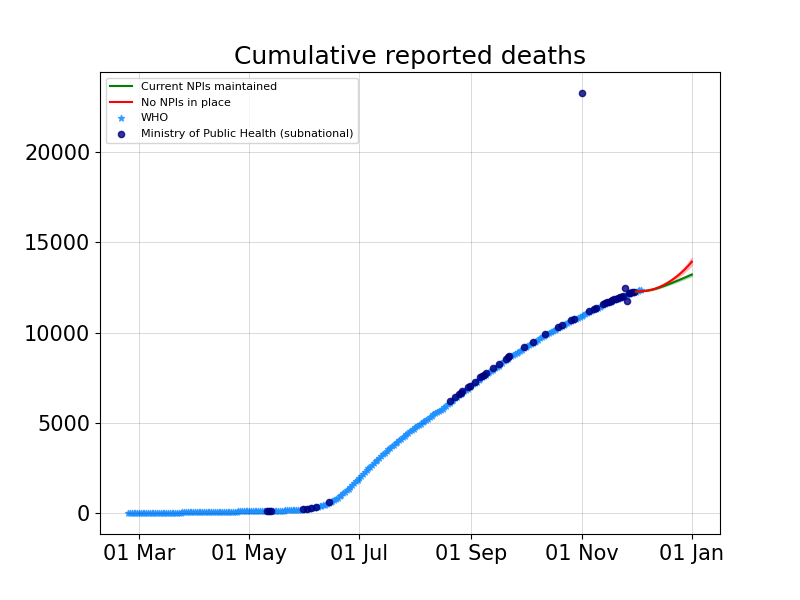 Cumulative reported deaths
Current NPIs maintained
No NPIs in place
WHO
Ministry of Public Health (subnational)
20000
15000
10000
5000
0
01 Mar
01 May
01 Jul
01 Sep
01 Nov
01 Jan